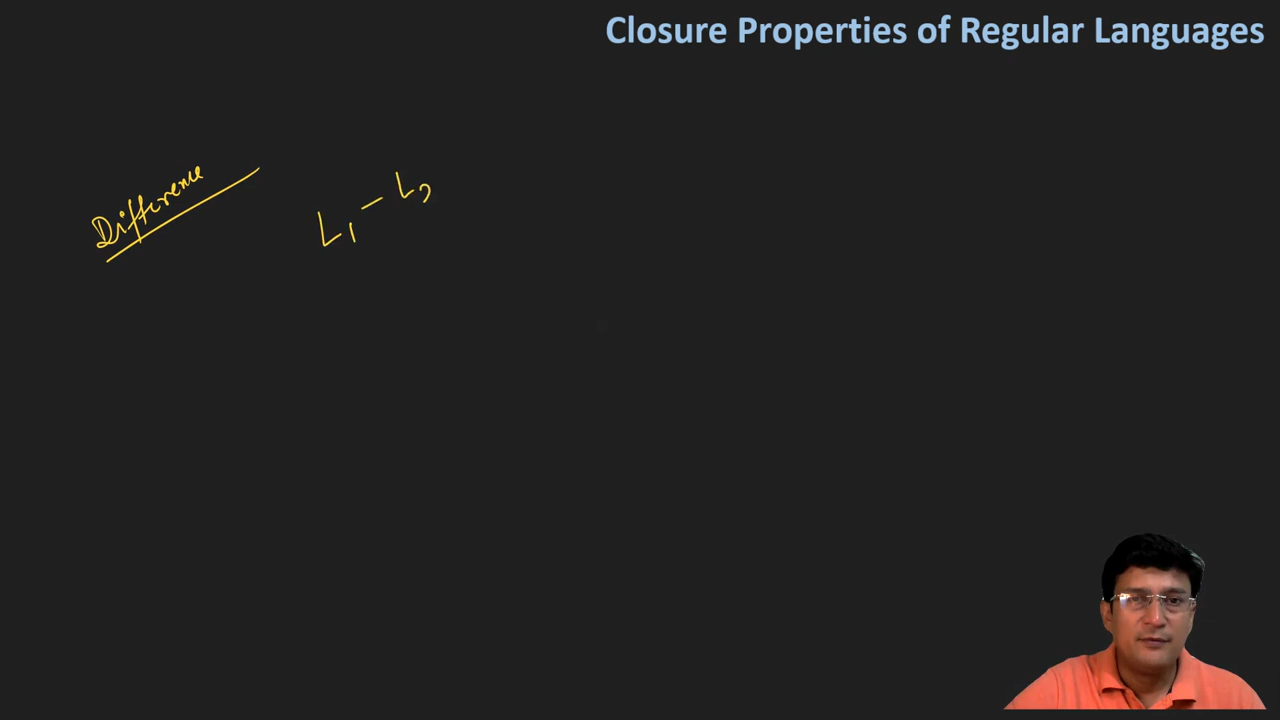 Closure Properties of Regular Languages
Difference
L₁ - L₂